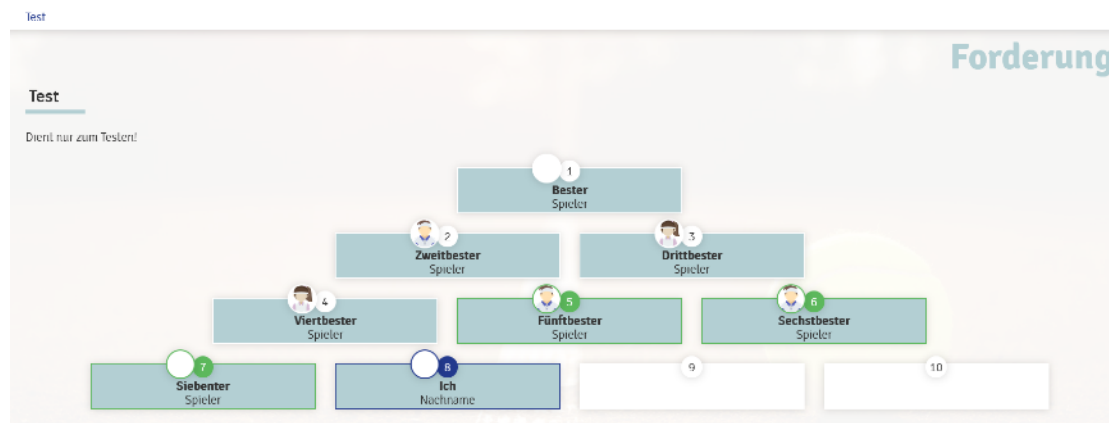 Test
Forderung
Test
Dient nur zum Testen!
1
Bester
Spieler
2
Zweitbester
Spieler
3
Drittbester
Spieler
4
Viertbester
Spieler
5
Fünftbester
Spieler
6
Sechstbester
Spieler
7
Siebenter
Spieler
8
Ich
Nachname
9
10